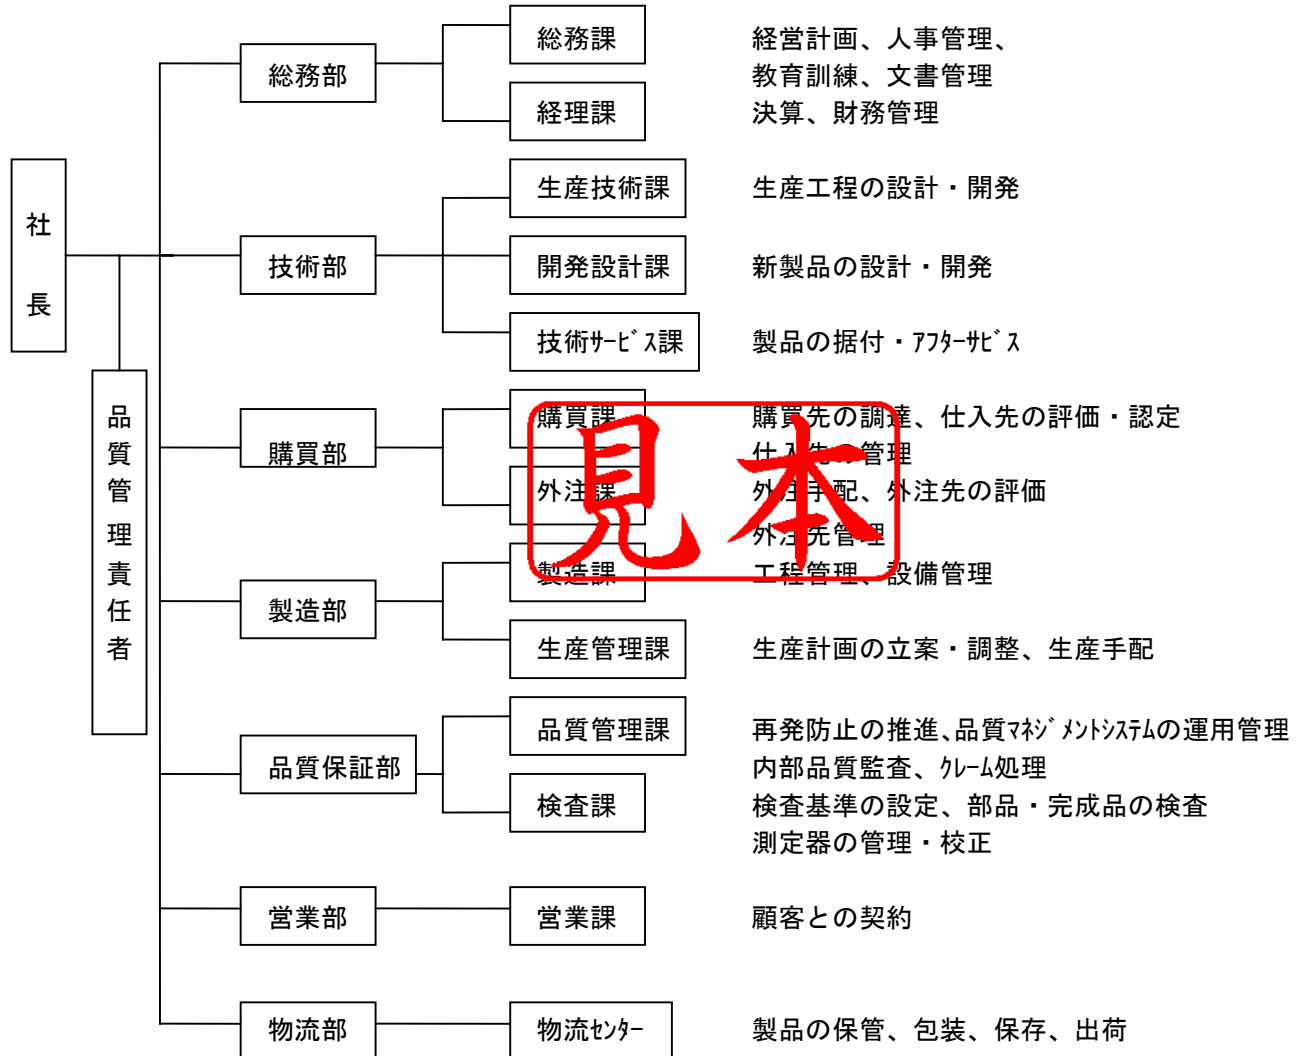 総務課
経営計画、人事管理、
教育訓練、文書管理
総務部
経理課
決算、財務管理
社長
生産技術課
生産工程の設計・開発
技術部
開発設計課
新製品の設計・開発
技術ｻｰﾋﾞｽ課
製品の据付・ｱﾌﾀｰｻﾋﾞｽ
品質管理責任者
購買課
購買先の調達、仕入先の評価・認定
仕入先の管理
購買部
外注課
外注手配、外注先の評価
外注先管理
見本
製造課
工程管理、設備管理
製造部
生産管理課
生産計画の立案・調整、生産手配
品質管理課
再発防止の推進、品質ﾏﾈｼﾞﾒﾝﾄｼｽﾃﾑの運用管理
内部品質監査、ｸﾚｰﾑ処理
品質保証部
検査課
検査基準の設定、部品・完成品の検査
測定器の管理・校正
営業部
営業課
顧客との契約
物流部
物流ｾﾝﾀｰ
製品の保管、包装、保存、出荷